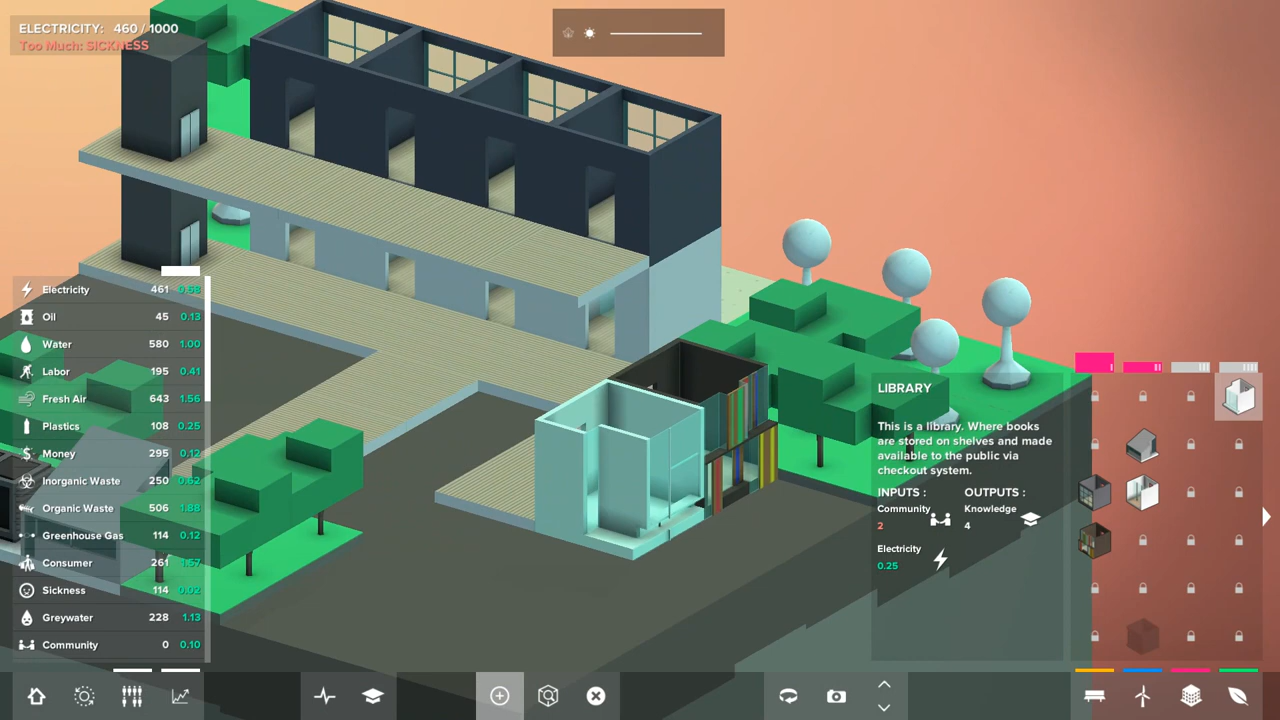 ELECTRICITY: 460 / 1000
Too Much: SICKNESS
Electricity 461 0.58
Oil 45 0.13
Water 580 1.00
Labor 195 0.41
Fresh Air 643 1.56
Plastics 108 0.25
Money 295 0.12
Inorganic Waste 250 0.62
Organic Waste 506 1.88
Greenhouse Gas 114 0.12
Consumer 261 1.57
Sickness 114 0.02
Greywater 228 1.13
Community 0 0.10
LIBRARY
This is a library. Where books
are stored on shelves and made
available to the public via
checkout system.
INPUTS : OUTPUTS :
Community Knowledge
2 4
Electricity
0.25